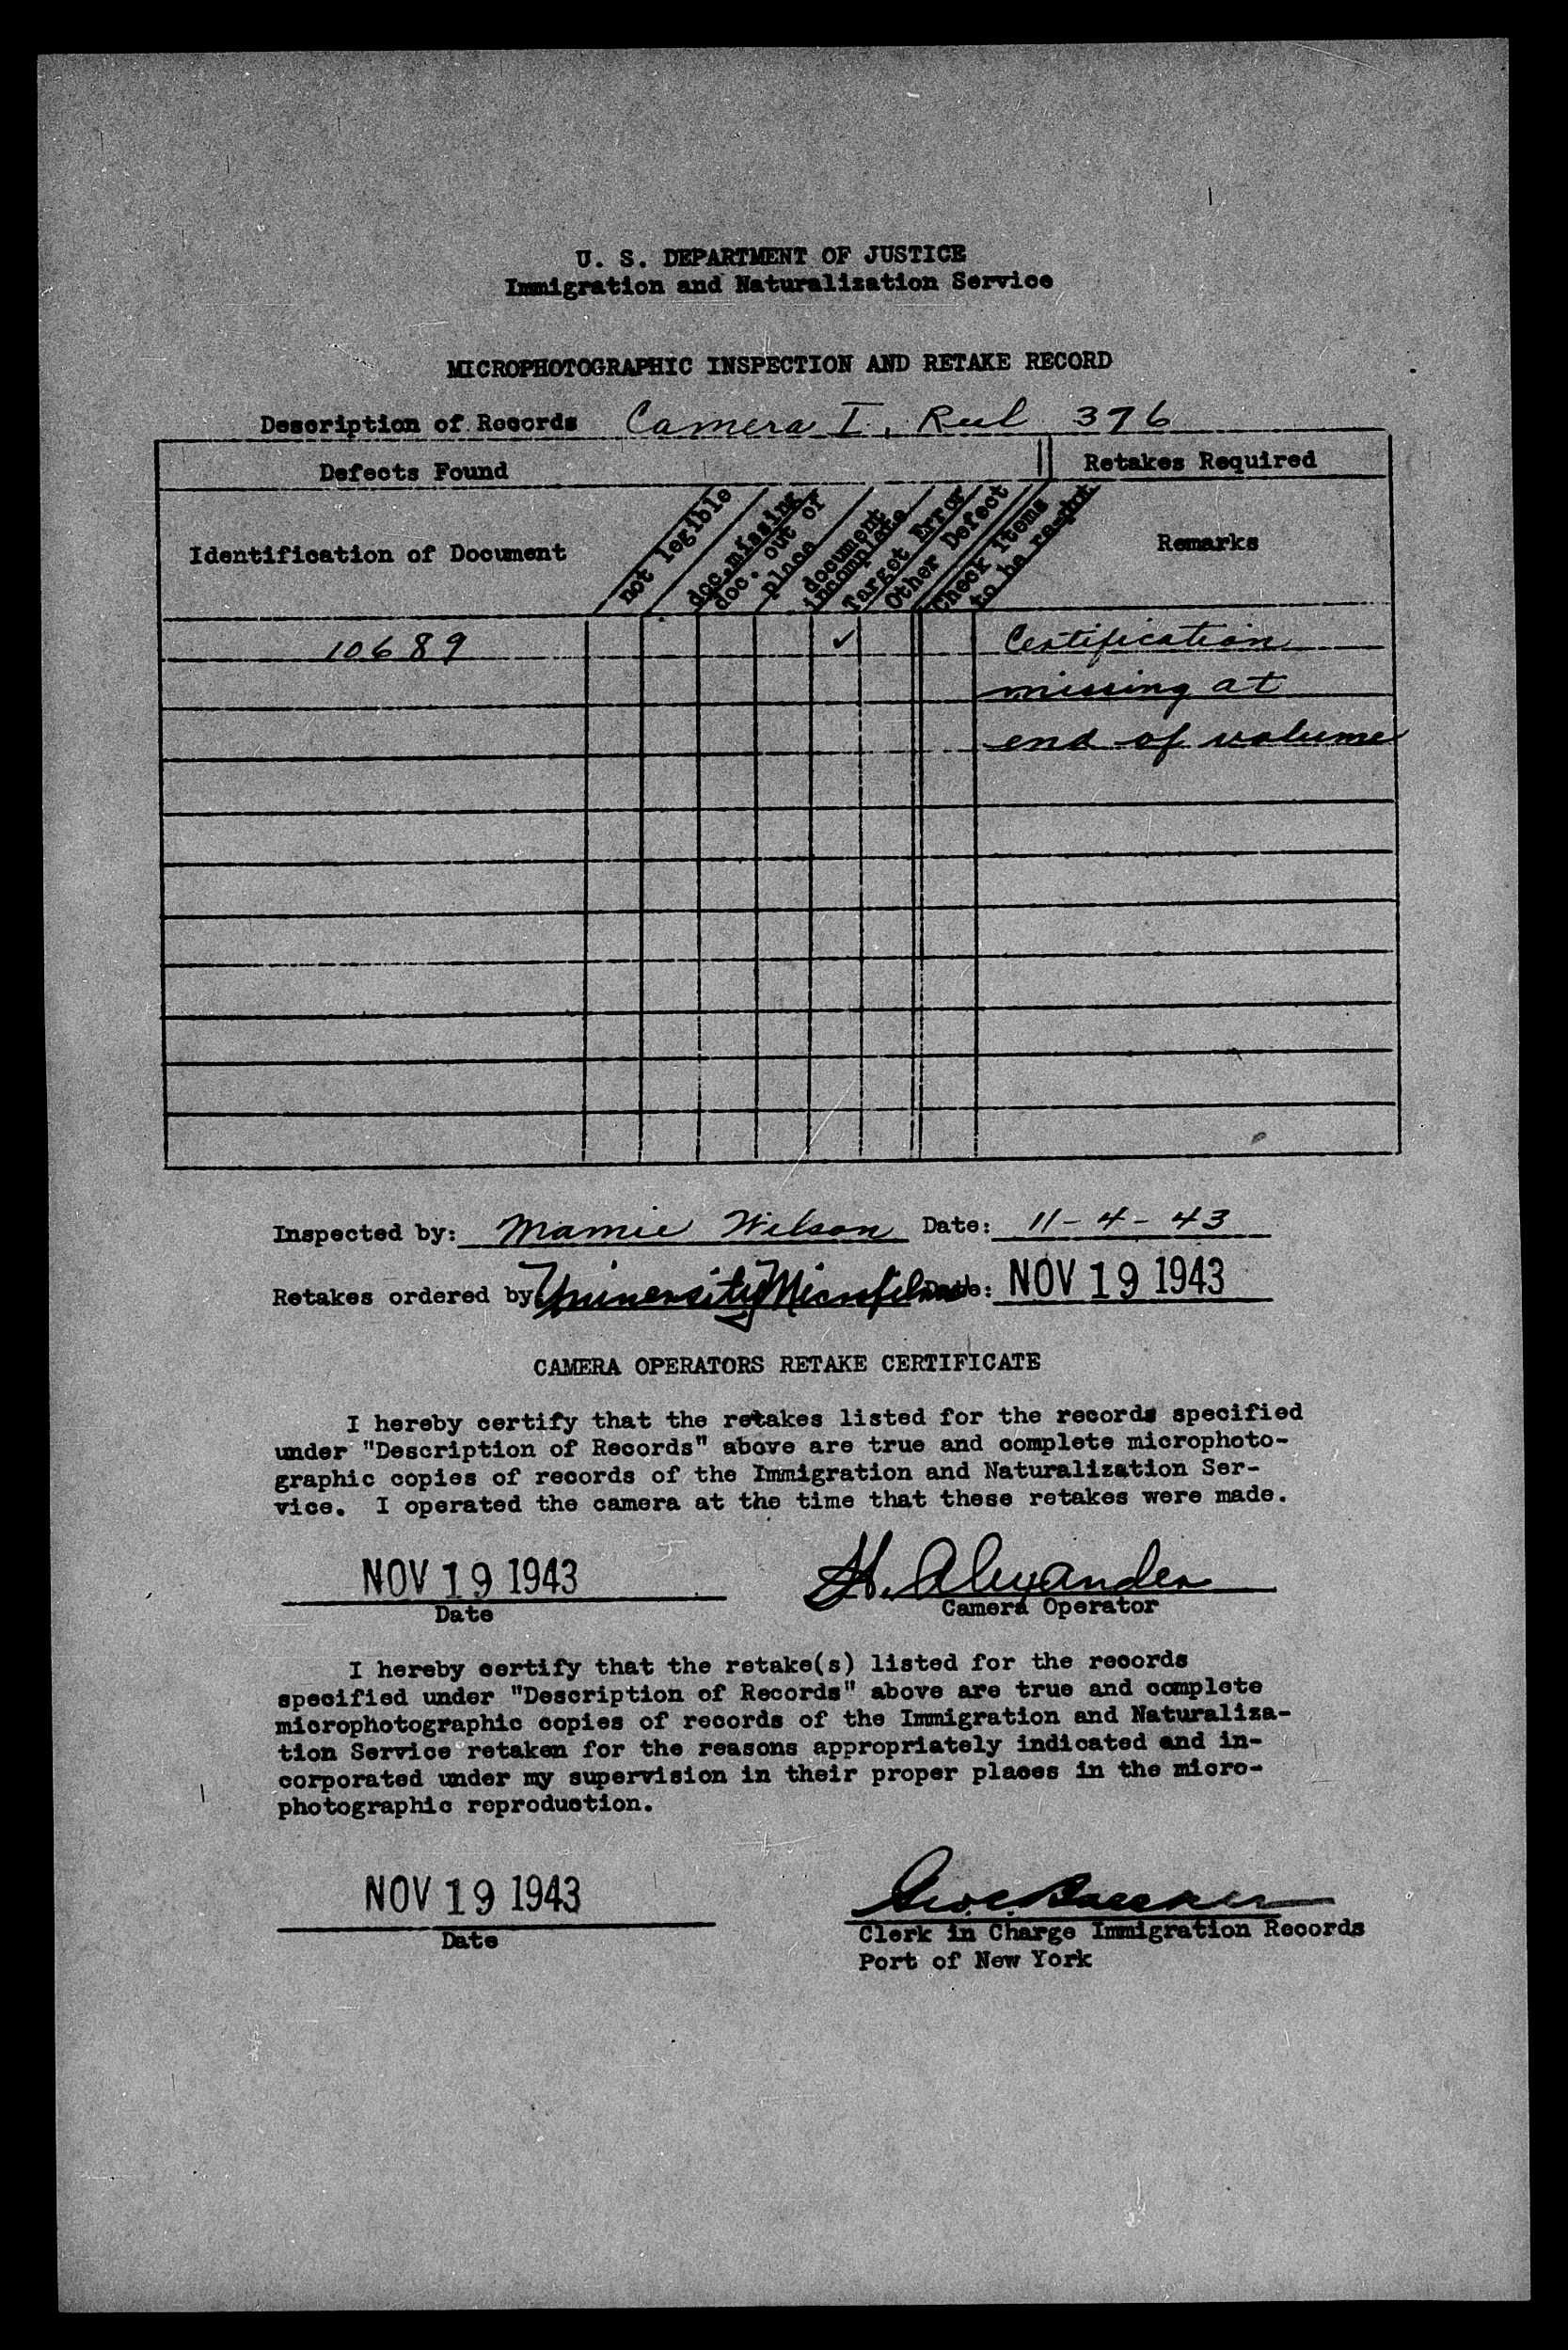 U. S. DEPARTMENT OF JUSTICE
Immigration and Naturalization Service
MICROPHOTOGRAPHIC INSPECTION AND RETAKE RECORD
Description of Records Camera I, Reel 376
Defects Found Retakes Required
Identification of Document
not legible
doc. missing
doc. out of
place
document
incomplete
Target Error
Other Defect
Check items
to be re-phot
Remarks
10689 ✓ Certification
missing at
end of volume
Inspected by: Mamie Wilson Date: 11-4-43
Retakes ordered by University Microfilms Date: NOV 19 1943
CAMERA OPERATORS RETAKE CERTIFICATE
I hereby certify that the retakes listed for the records specified
under "Description of Records" above are true and complete microphoto-
graphic copies of records of the Immigration and Naturalization Ser-
vice. I operated the camera at the time that these retakes were made.
NOV 19 1943 H. Alexander
Date Camera Operator
I hereby certify that the retake(s) listed for the records
specified under "Description of Records" above are true and complete
microphotographic copies of records of the Immigration and Naturaliza-
tion Service retaken for the reasons appropriately indicated and in-
corporated under my supervision in their proper places in the micro-
photographic reproduction.
NOV 19 1943
Date Clerk in Charge Immigration Records
Port of New York